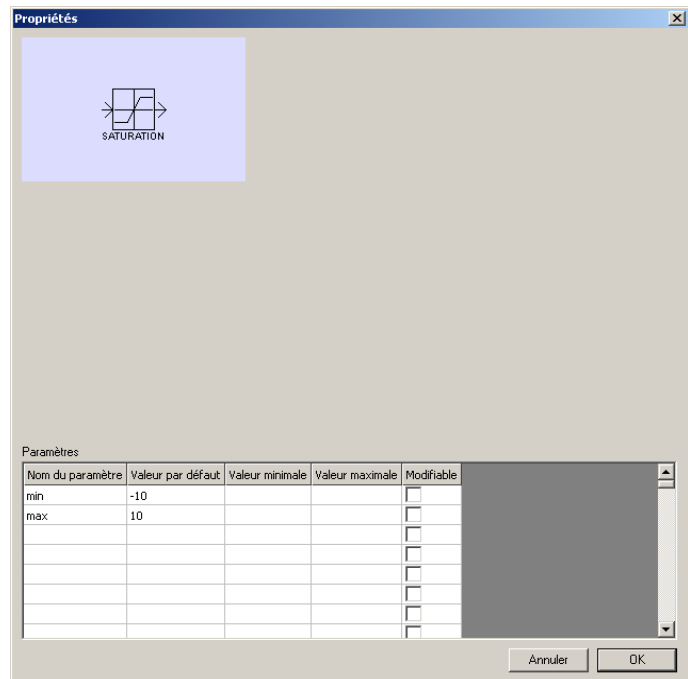 Propriétés
SATURATION
Paramètres
Nom du paramètre Valeur par défaut Valeur minimale Valeur maximale Modifiable
min -10
max 10
Annuler OK